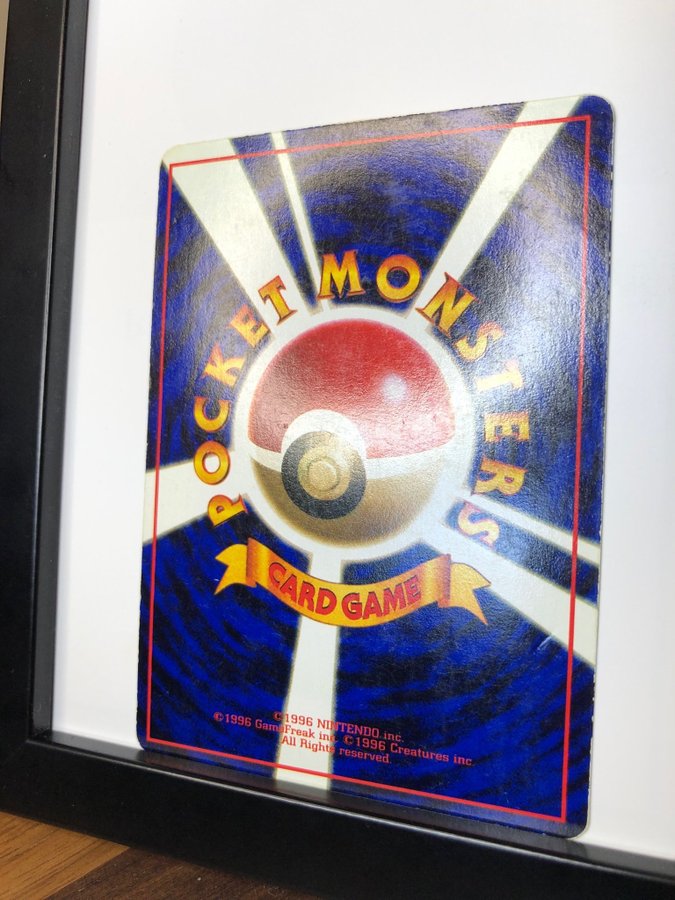 POCKET MONSTERS
CARD GAME
©1996 NINTENDO inc.
©1996 GameFreak inc. ©1996 Creatures inc.
All Rights reserved.